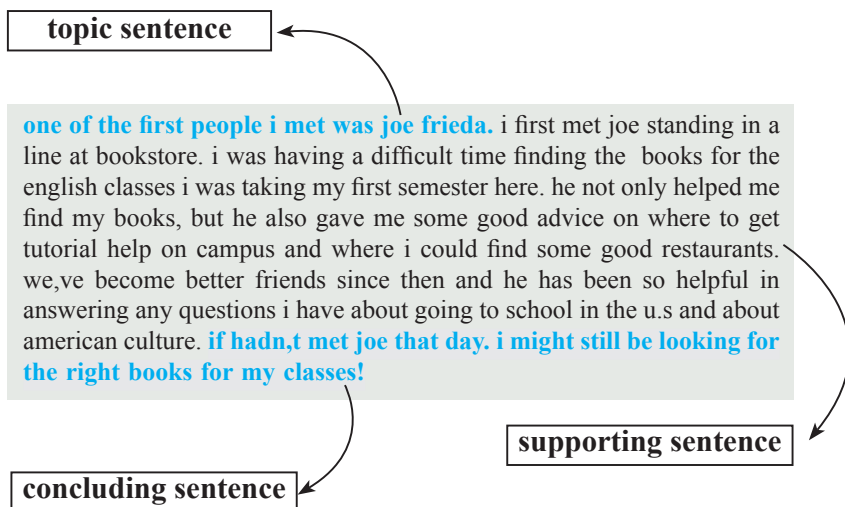 topic sentence
one of the first people i met was joe frieda. i first met joe standing in a
line at bookstore. i was having a difficult time finding the books for the
english classes i was taking my first semester here. he not only helped me
find my books, but he also gave me some good advice on where to get
tutorial help on campus and where i could find some good restaurants.
we,ve become better friends since then and he has been so helpful in
answering any questions i have about going to school in the u.s and about
american culture. if hadn,t met joe that day. i might still be looking for
the right books for my classes!
supporting sentence
concluding sentence